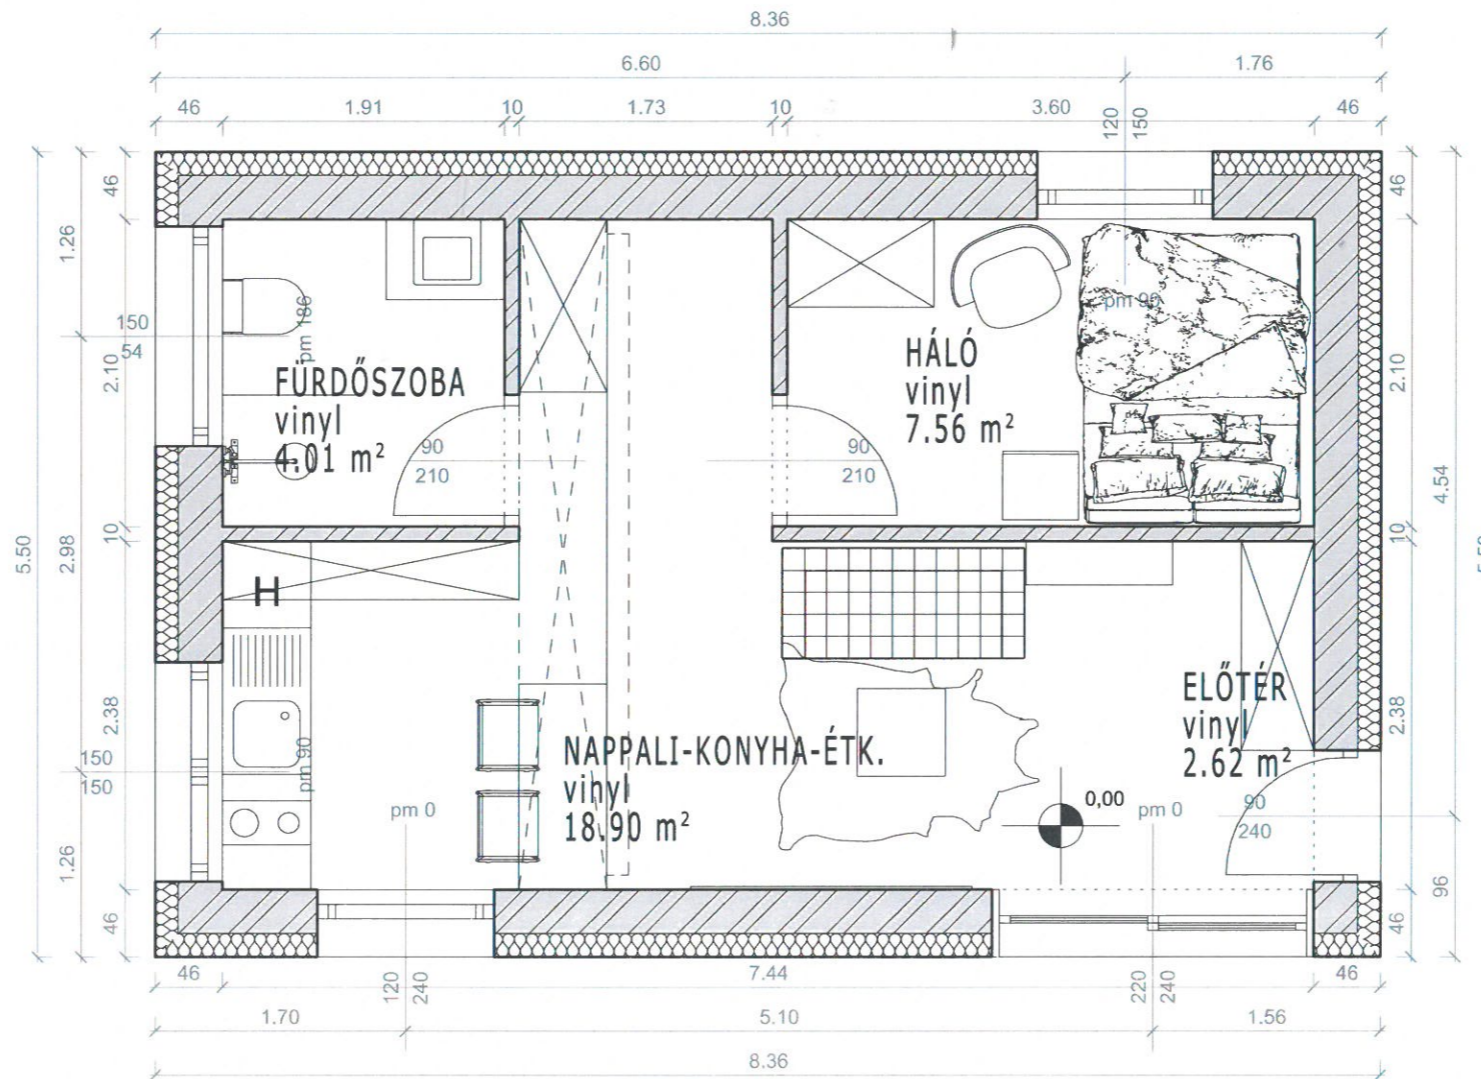 8.36
6.60 1.76
46 1.91 10 1.73 10 3.60 46
120
150
46
46
1.26
FÜRDŐSZOBA
vinyl
4.01 m²
pm 186
150
54
2.10
90
210
HÁLÓ
vinyl
7.56 m²
pm 90
90
210
2.10
4.54
5.50
2.98
10
10
H
2.38
150
150
pm 90
NAPPALI-KONYHA-ÉTK.
vinyl
18.90 m²
pm 0
0,00
pm 0
ELŐTÉR
vinyl
2.62 m²
90
240
2.38
1.26
46
46
96
46 7.44 46
120
240
220
240
1.70 5.10 1.56
8.36